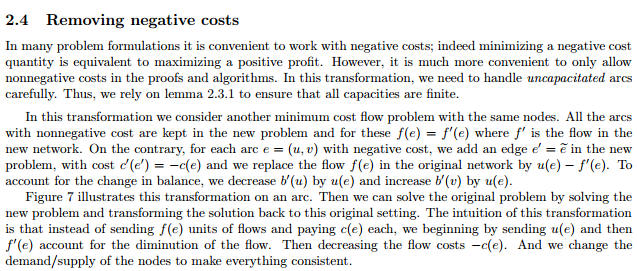 2.4 Removing negative costs
In many problem formulations it is convenient to work with negative costs; indeed minimizing a negative cost
quantity is equivalent to maximizing a positive profit. However, it is much more convenient to only allow
nonnegative costs in the proofs and algorithms. In this transformation, we need to handle uncapacitated arcs
carefully. Thus, we rely on lemma 2.3.1 to ensure that all capacities are finite.
In this transformation we consider another minimum cost flow problem with the same nodes. All the arcs
with nonnegative cost are kept in the new problem and for these f(e) = f′(e) where f′ is the flow in the
new network. On the contrary, for each arc e = (u, v) with negative cost, we add an edge e′ = ẽ in the new
problem, with cost c′(e′) = −c(e) and we replace the flow f(e) in the original network by u(e) − f′(e). To
account for the change in balance, we decrease b′(u) by u(e) and increase b′(v) by u(e).
Figure 7 illustrates this transformation on an arc. Then we can solve the original problem by solving the
new problem and transforming the solution back to this original setting. The intuition of this transformation
is that instead of sending f(e) units of flows and paying c(e) each, we beginning by sending u(e) and then
f′(e) account for the diminution of the flow. Then decreasing the flow costs −c(e). And we change the
demand/supply of the nodes to make everything consistent.